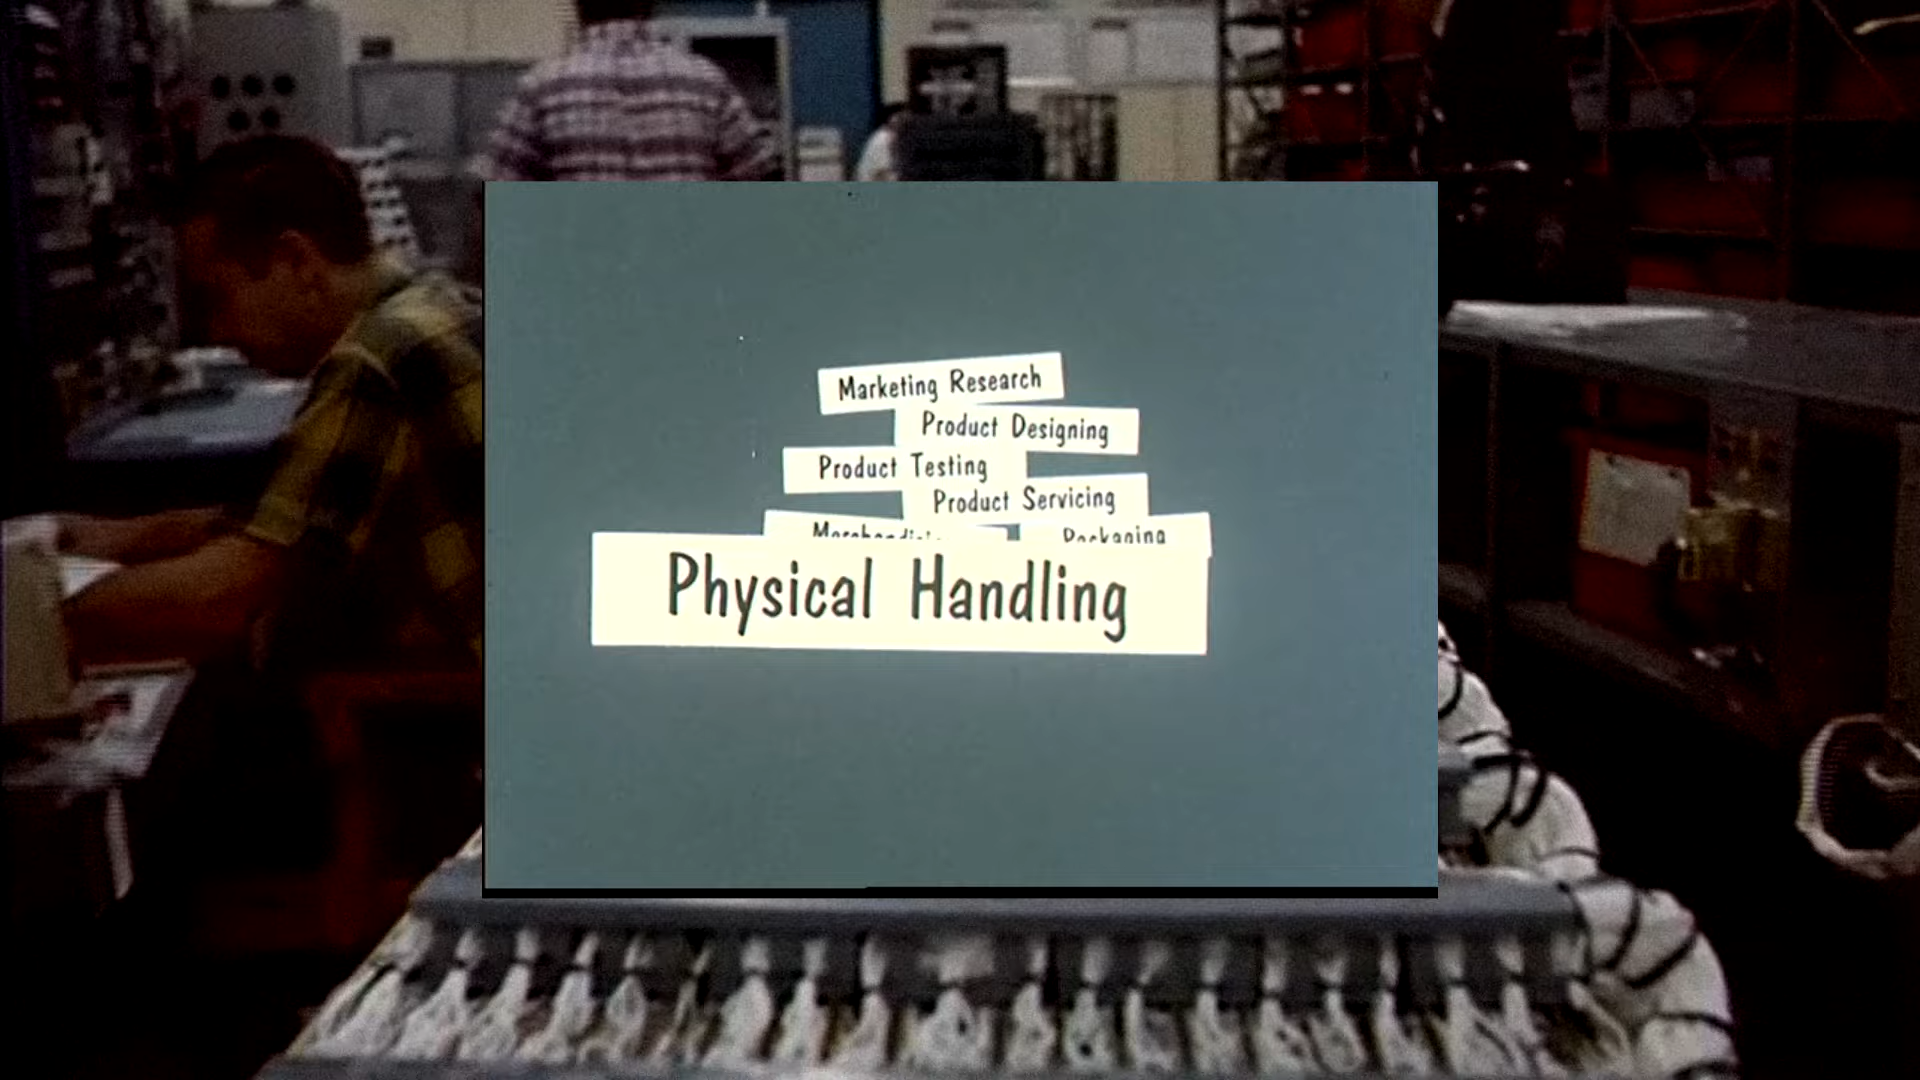 Marketing Research
Product Designing
Product Testing
Product Servicing
Packaging
Physical Handling